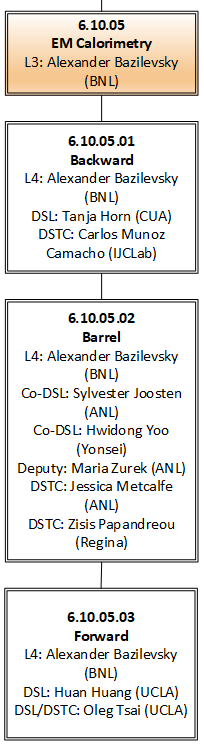 6.10.05
EM Calorimetry
L3: Alexander Bazilevsky
(BNL)
6.10.05.01
Backward
L4: Alexander Bazilevsky
(BNL)
DSL: Tanja Horn (CUA)
DSTC: Carlos Munoz
Camacho (IJCLab)
6.10.05.02
Barrel
L4: Alexander Bazilevsky
(BNL)
Co-DSL: Sylvester Joosten
(ANL)
Co-DSL: Hwidong Yoo
(Yonsei)
Deputy: Maria Zurek (ANL)
DSTC: Jessica Metcalfe
(ANL)
DSTC: Zisis Papandreou
(Regina)
6.10.05.03
Forward
L4: Alexander Bazilevsky
(BNL)
DSL: Huan Huang (UCLA)
DSL/DSTC: Oleg Tsai (UCLA)